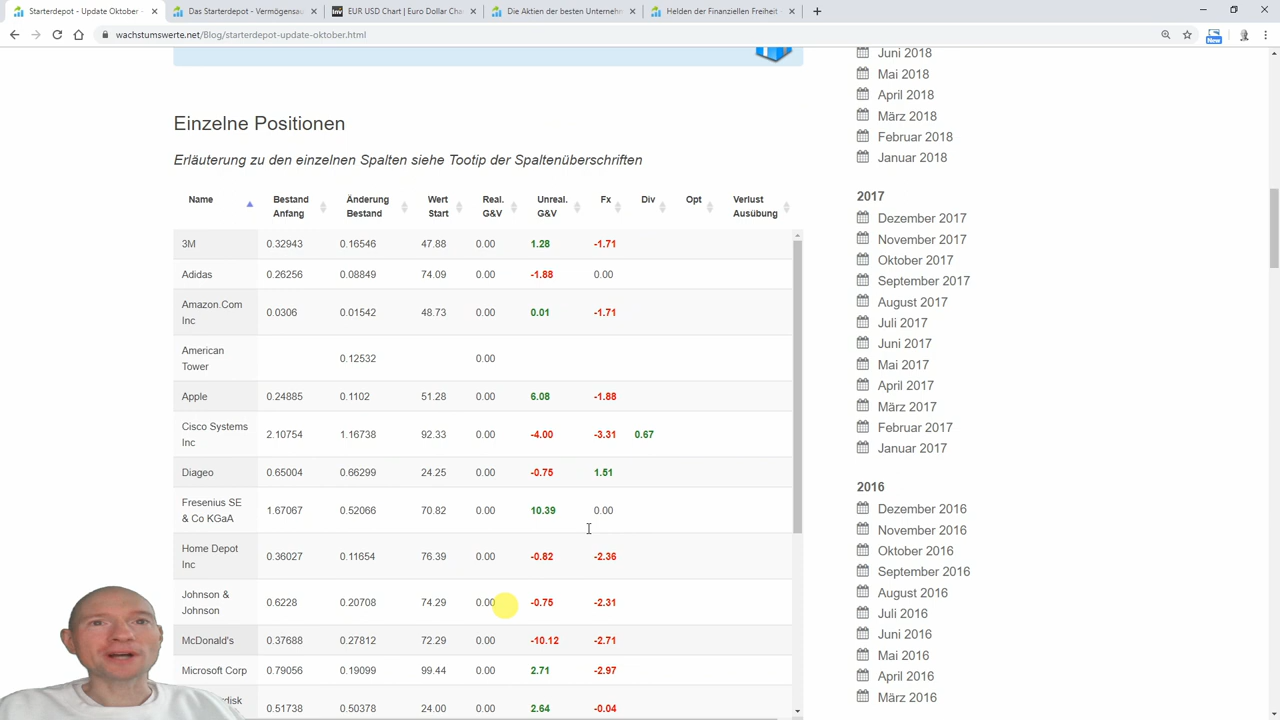 Starterdepot - Update Oktober -
Das Starterdepot - Vermögensau
EUR USD Chart | Euro Dollar Cha
Die Aktien der besten Unternehm
Helden der Finanziellen Freiheit -
wachstumswerte.net/Blog/starterdepot-update-oktober.html
New
Einzelne Positionen
Erläuterung zu den einzelnen Spalten siehe Tootip der Spaltenüberschriften
Name Bestand Anfang Änderung Bestand Wert Start Real. G&V Unreal. G&V Fx Div Opt Verlust Ausübung
3M 0.32943 0.16546 47.88 0.00 1.28 -1.71
Adidas 0.26256 0.08849 74.09 0.00 -1.88 0.00
Amazon.Com Inc 0.0306 0.01542 48.73 0.00 0.01 -1.71
American Tower 0.12532 0.00
Apple 0.24885 0.1102 51.28 0.00 6.08 -1.88
Cisco Systems Inc 2.10754 1.16738 92.33 0.00 -4.00 -3.31 0.67
Diageo 0.65004 0.66299 24.25 0.00 -0.75 1.51
Fresenius SE & Co KGaA 1.67067 0.52066 70.82 0.00 10.39 0.00
Home Depot Inc 0.36027 0.11654 76.39 0.00 -0.82 -2.36
Johnson & Johnson 0.6228 0.20708 0.00 -0.75 -2.31
McDonald's 0.37688 0.27812 0.00 -10.12 -2.71
Microsoft Corp 0.79056 0.19099 0.00 2.71 -2.97
0.51738 0.50378 0.00 2.64 -0.04
Juni 2018
Mai 2018
April 2018
März 2018
Februar 2018
Januar 2018
2017
Dezember 2017
November 2017
Oktober 2017
September 2017
August 2017
Juli 2017
Juni 2017
Mai 2017
April 2017
März 2017
Februar 2017
Januar 2017
2016
Dezember 2016
November 2016
Oktober 2016
September 2016
August 2016
Juli 2016
Juni 2016
Mai 2016
April 2016
März 2016